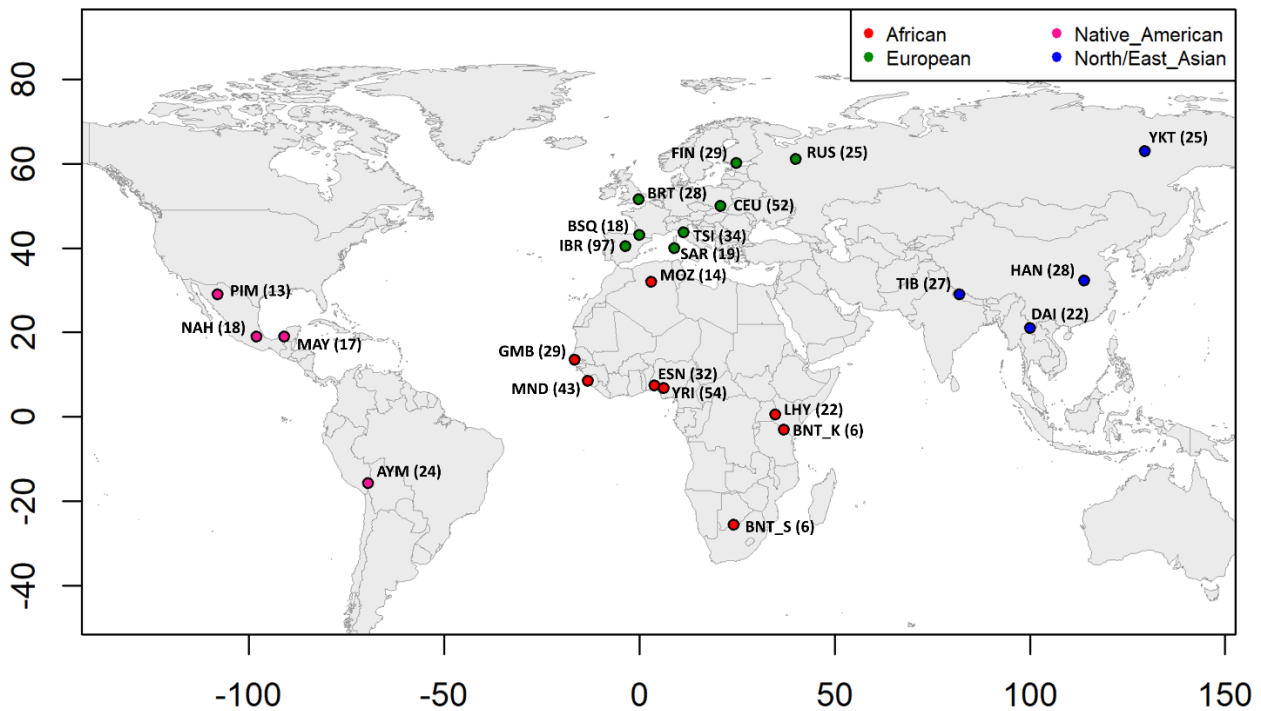 African
Native_American
European
North/East_Asian
80
60
40
20
0
-20
-40
YKT (25)
FIN (29)
RUS (25)
BRT (28)
CEU (52)
BSQ (18)
TSI (34)
IBR (97)
SAR (19)
MOZ (14)
HAN (28)
TIB (27)
PIM (13)
DAI (22)
NAH (18)
MAY (17)
GMB (29)
ESN (32)
MND (43)
YRI (54)
LHY (22)
BNT_K (6)
AYM (24)
BNT_S (6)
-100
-50
0
50
100
150